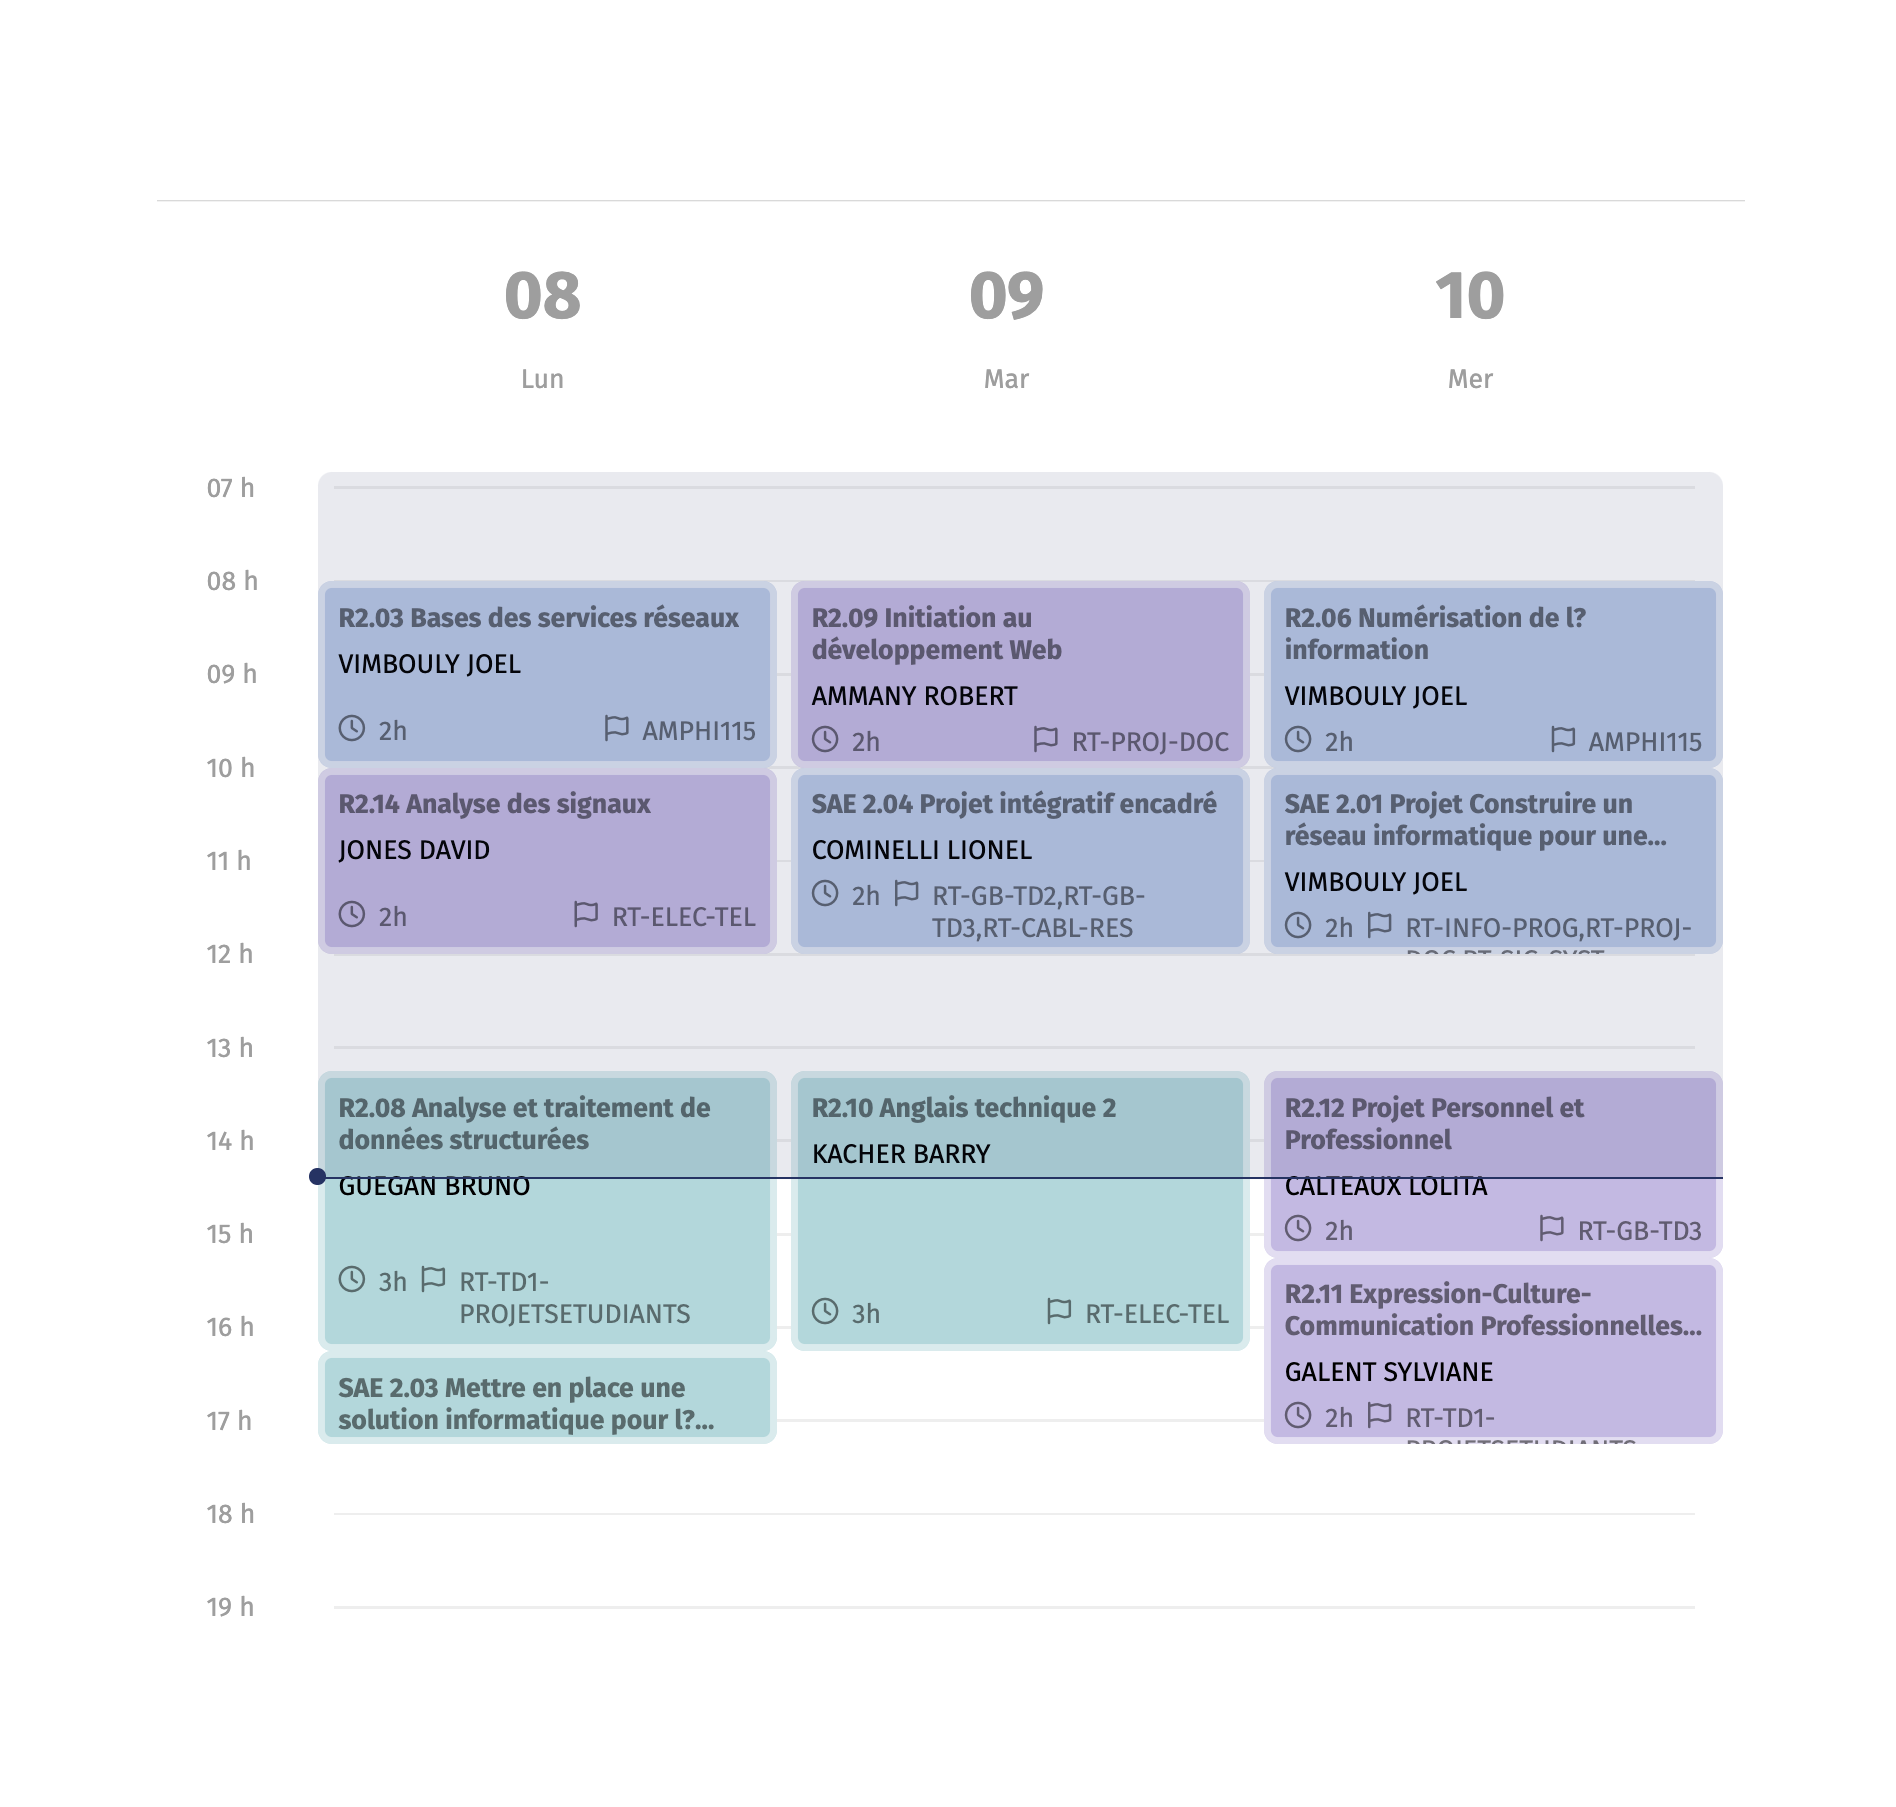 08
09
10
Lun
Mar
Mer
07 h
08 h
09 h
10 h
11 h
12 h
13 h
14 h
15 h
16 h
17 h
18 h
19 h
R2.03 Bases des services réseaux
VIMBOULY JOEL
2h
AMPHI115
R2.14 Analyse des signaux
JONES DAVID
2h
RT-ELEC-TEL
R2.08 Analyse et traitement de
données structurées
GUEGAN BRUNO
3h
RT-TD1-
PROJETSETUDIANTS
SAE 2.03 Mettre en place une
solution informatique pour l?...
R2.09 Initiation au
développement Web
AMMANY ROBERT
2h
RT-PROJ-DOC
SAE 2.04 Projet intégratif encadré
COMINELLI LIONEL
2h
RT-GB-TD2,RT-GB-
TD3,RT-CABL-RES
R2.10 Anglais technique 2
KACHER BARRY
3h
RT-ELEC-TEL
R2.06 Numérisation de l?
information
VIMBOULY JOEL
2h
AMPHI115
SAE 2.01 Projet Construire un
réseau informatique pour une...
VIMBOULY JOEL
2h
RT-INFO-PROG,RT-PROJ-
R2.12 Projet Personnel et
Professionnel
CALTEAUX LOLITA
2h
RT-GB-TD3
R2.11 Expression-Culture-
Communication Professionnelles...
GALENT SYLVIANE
2h
RT-TD1-
PROJETSETUDIANTS